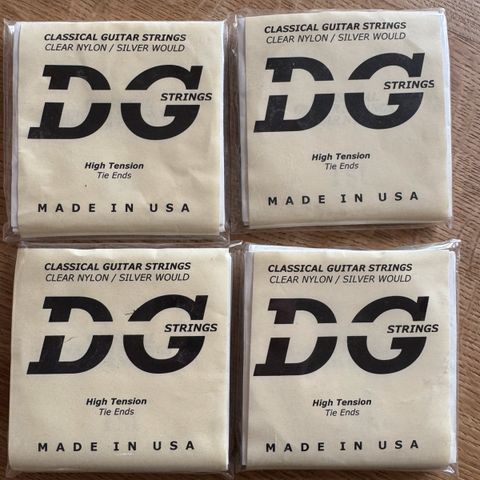 CLASSICAL GUITAR STRINGS
CLEAR NYLON / SILVER WOULD
DG
STRINGS
High Tension
Tie Ends
MADE IN USA
CLASSICAL GUITAR STRINGS
CLEAR NYLON / SILVER WOULD
DG
STRINGS
High Tension
Tie Ends
MADE IN USA
CLASSICAL GUITAR STRINGS
CLEAR NYLON / SILVER WOULD
DG
STRINGS
High Tension
Tie Ends
MADE IN USA
CLASSICAL GUITAR STRINGS
CLEAR NYLON / SILVER WOULD
DG
STRINGS
High Tension
Tie Ends
MADE IN USA